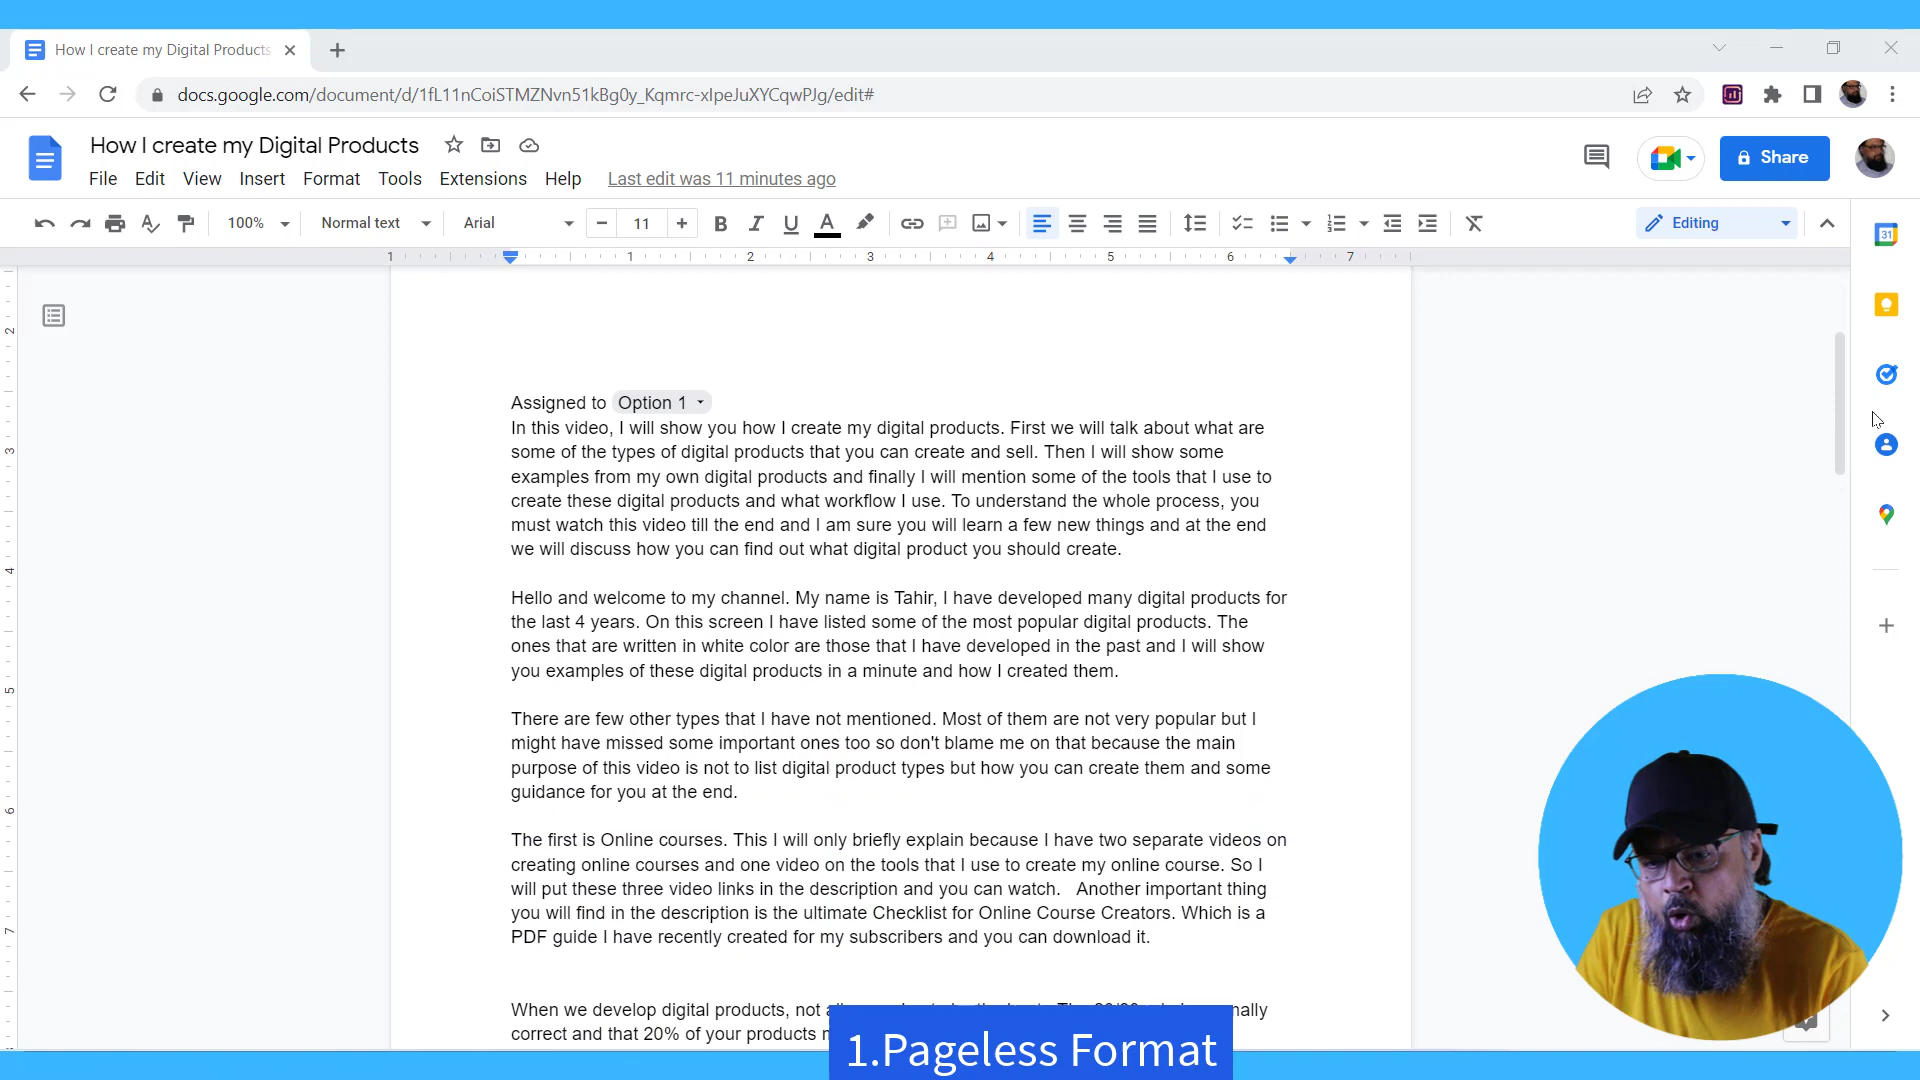 How I create my Digital Products
docs.google.com/document/d/1fL11nCoiSTMZNvn51kBg0y_Kqmrc-xIpeJuXYCqwPJg/edit#
How I create my Digital Products
File Edit View Insert Format Tools Extensions Help Last edit was 11 minutes ago
Share
100% Normal text Arial 11 Editing
1 1 2 3 4 5 6 7
31
2
3
4
5
6
7
Assigned to Option 1
In this video, I will show you how I create my digital products. First we will talk about what are
some of the types of digital products that you can create and sell. Then I will show some
examples from my own digital products and finally I will mention some of the tools that I use to
create these digital products and what workflow I use. To understand the whole process, you
must watch this video till the end and I am sure you will learn a few new things and at the end
we will discuss how you can find out what digital product you should create.
Hello and welcome to my channel. My name is Tahir, I have developed many digital products for
the last 4 years. On this screen I have listed some of the most popular digital products. The
ones that are written in white color are those that I have developed in the past and I will show
you examples of these digital products in a minute and how I created them.
There are few other types that I have not mentioned. Most of them are not very popular but I
might have missed some important ones too so don't blame me on that because the main
purpose of this video is not to list digital product types but how you can create them and some
guidance for you at the end.
The first is Online courses. This I will only briefly explain because I have two separate videos on
creating online courses and one video on the tools that I use to create my online course. So I
will put these three video links in the description and you can watch. Another important thing
you will find in the description is the ultimate Checklist for Online Course Creators. Which is a
PDF guide I have recently created for my subscribers and you can download it.
When we develop digital products, not
correct and that 20% of your products
1.Pageless Format